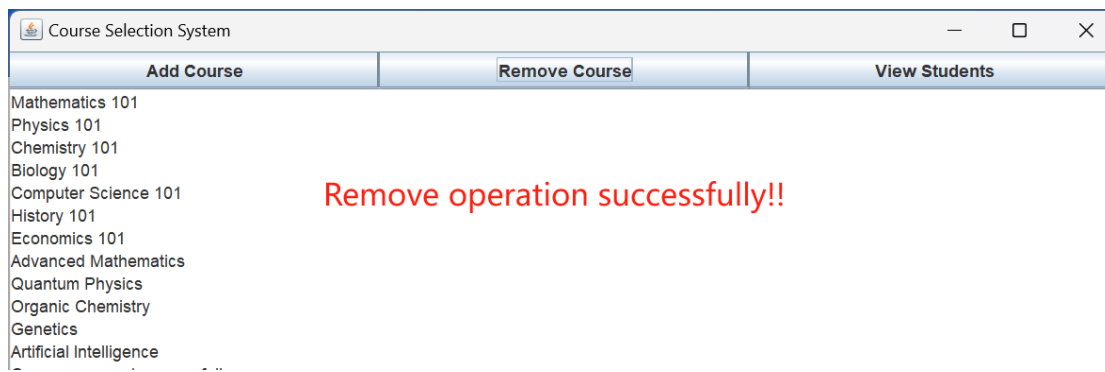 Course Selection System
Add Course Remove Course View Students
Mathematics 101
Physics 101
Chemistry 101
Biology 101
Computer Science 101
Remove operation successfully!!
History 101
Economics 101
Advanced Mathematics
Quantum Physics
Organic Chemistry
Genetics
Artificial Intelligence